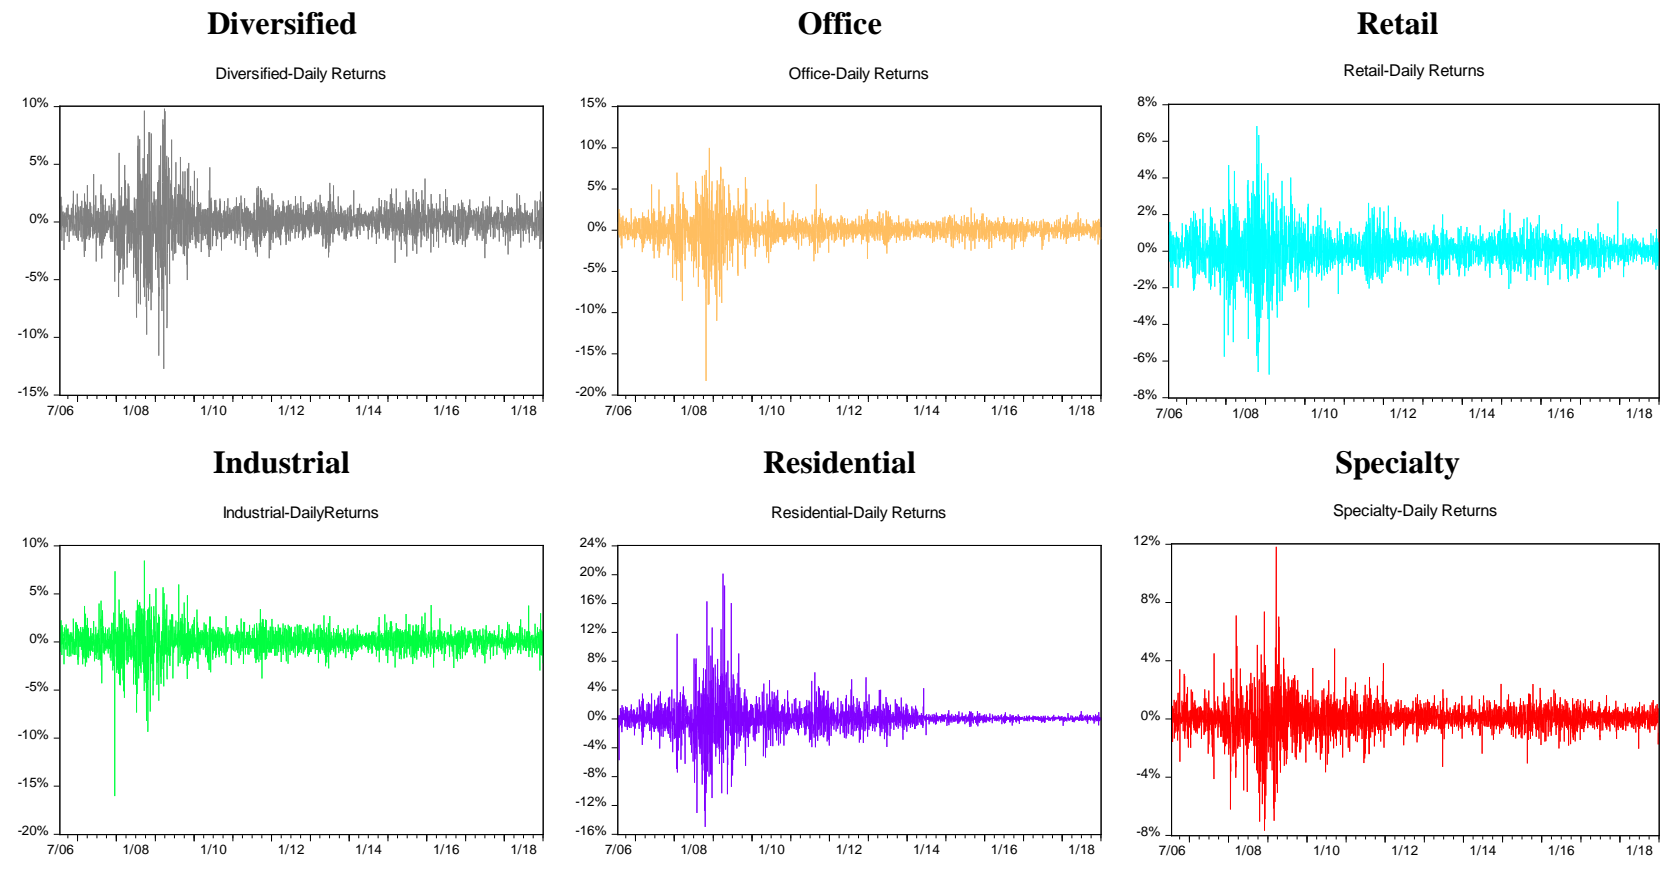 Diversified
Diversified-Daily Returns
10%
5%
0%
-5%
-10%
-15%
7/06 1/08 1/10 1/12 1/14 1/16 1/18
Office
Office-Daily Returns
15%
10%
5%
0%
-5%
-10%
-15%
-20%
7/06 1/08 1/10 1/12 1/14 1/16 1/18
Retail
Retail-Daily Returns
8%
6%
4%
2%
0%
-2%
-4%
-6%
-8%
7/06 1/08 1/10 1/12 1/14 1/16 1/18
Industrial
Industrial-DailyReturns
10%
5%
0%
-5%
-10%
-15%
-20%
7/06 1/08 1/10 1/12 1/14 1/16 1/18
Residential
Residential-Daily Returns
24%
20%
16%
12%
8%
4%
0%
-4%
-8%
-12%
-16%
7/06 1/08 1/10 1/12 1/14 1/16 1/18
Specialty
Specialty-Daily Returns
12%
8%
4%
0%
-4%
-8%
7/06 1/08 1/10 1/12 1/14 1/16 1/18